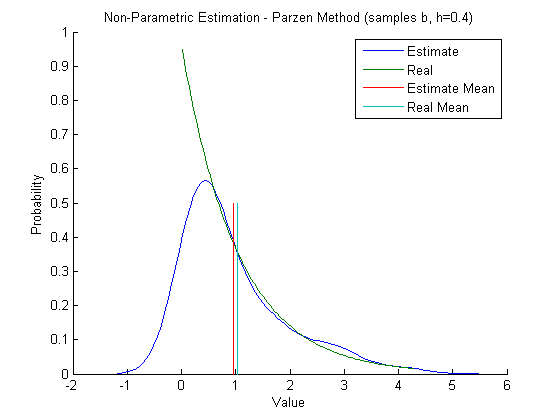 Non-Parametric Estimation - Parzen Method (samples b, h=0.4)
1
0.9
0.8
0.7
0.6
0.5
0.4
0.3
0.2
0.1
0
Probability
Estimate
Real
Estimate Mean
Real Mean
-2 -1 0 1 2 3 4 5 6
Value